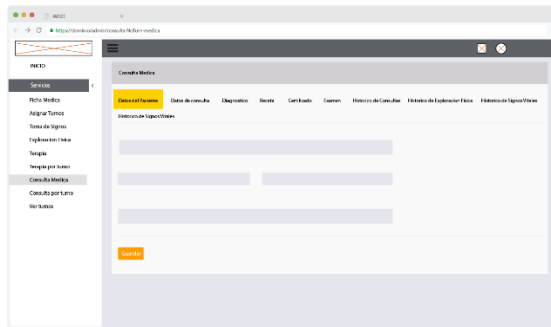 INICIO
https://dominio/admin/consulta-NoTurn-medica
INICIO
Servicios
Ficha Medica
Asignar Turnos
Toma de Signos
Exploracion Fisica
Terapia
Terapia por turno
Consulta Medica
Consulta por turno
Ver turnos
Consulta Medica
Datos del Paciente Datos de consulta Diagnostico Receta Certificado Examen Historico de Consultas Historico de Exploracion Fisica Historico de Signos Vitales
Historico de Signos Vitales
Guardar